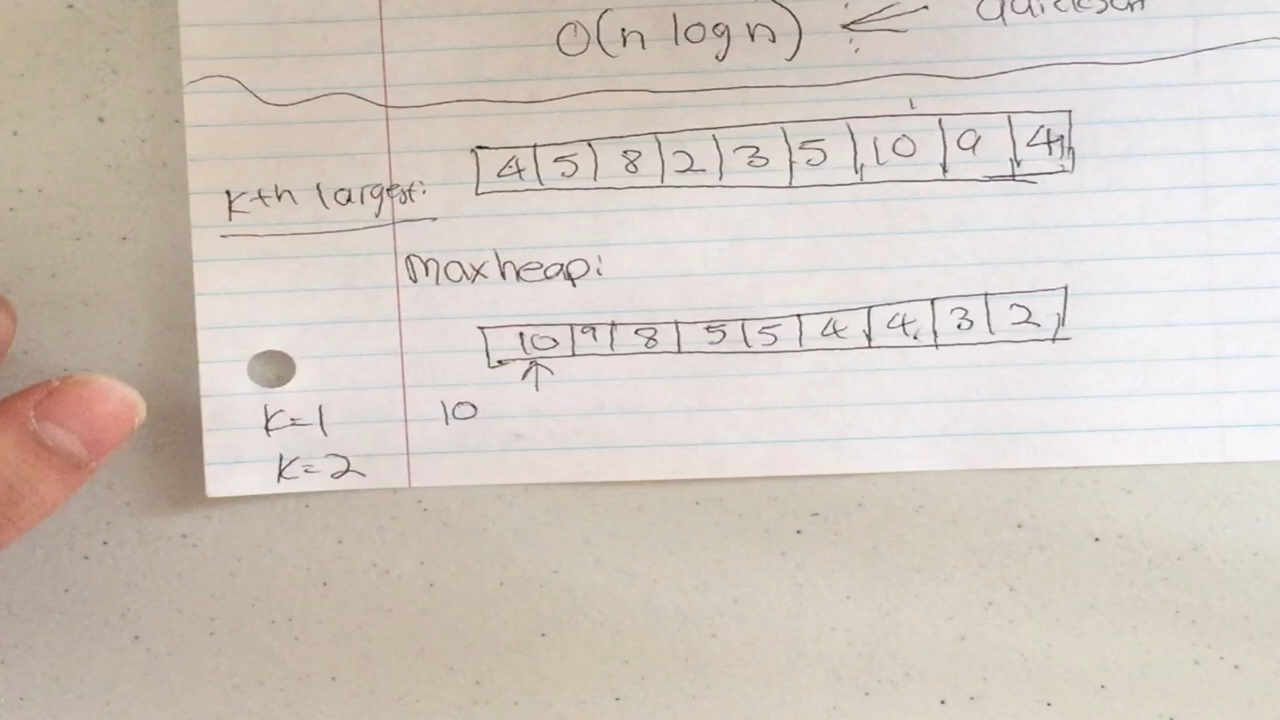 O(n log n) ←
kth largest: 4 5 8 2 3 5 10 9 4
maxheap:
10 9 8 5 5 4 4 3 2
↑
k=1 10
k=2